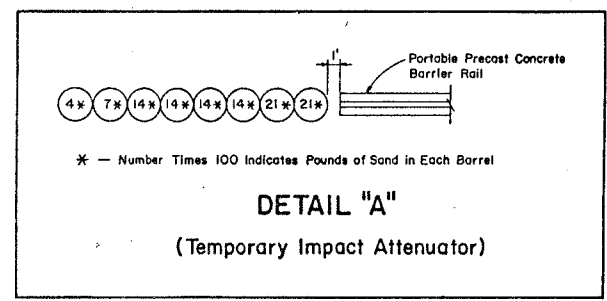 1'
Portable Precast Concrete
Barrier Rail
4* 7* 14* 14* 14* 14* 21* 21*
* — Number Times 100 Indicates Pounds of Sand in Each Barrel
DETAIL "A"
(Temporary Impact Attenuator)